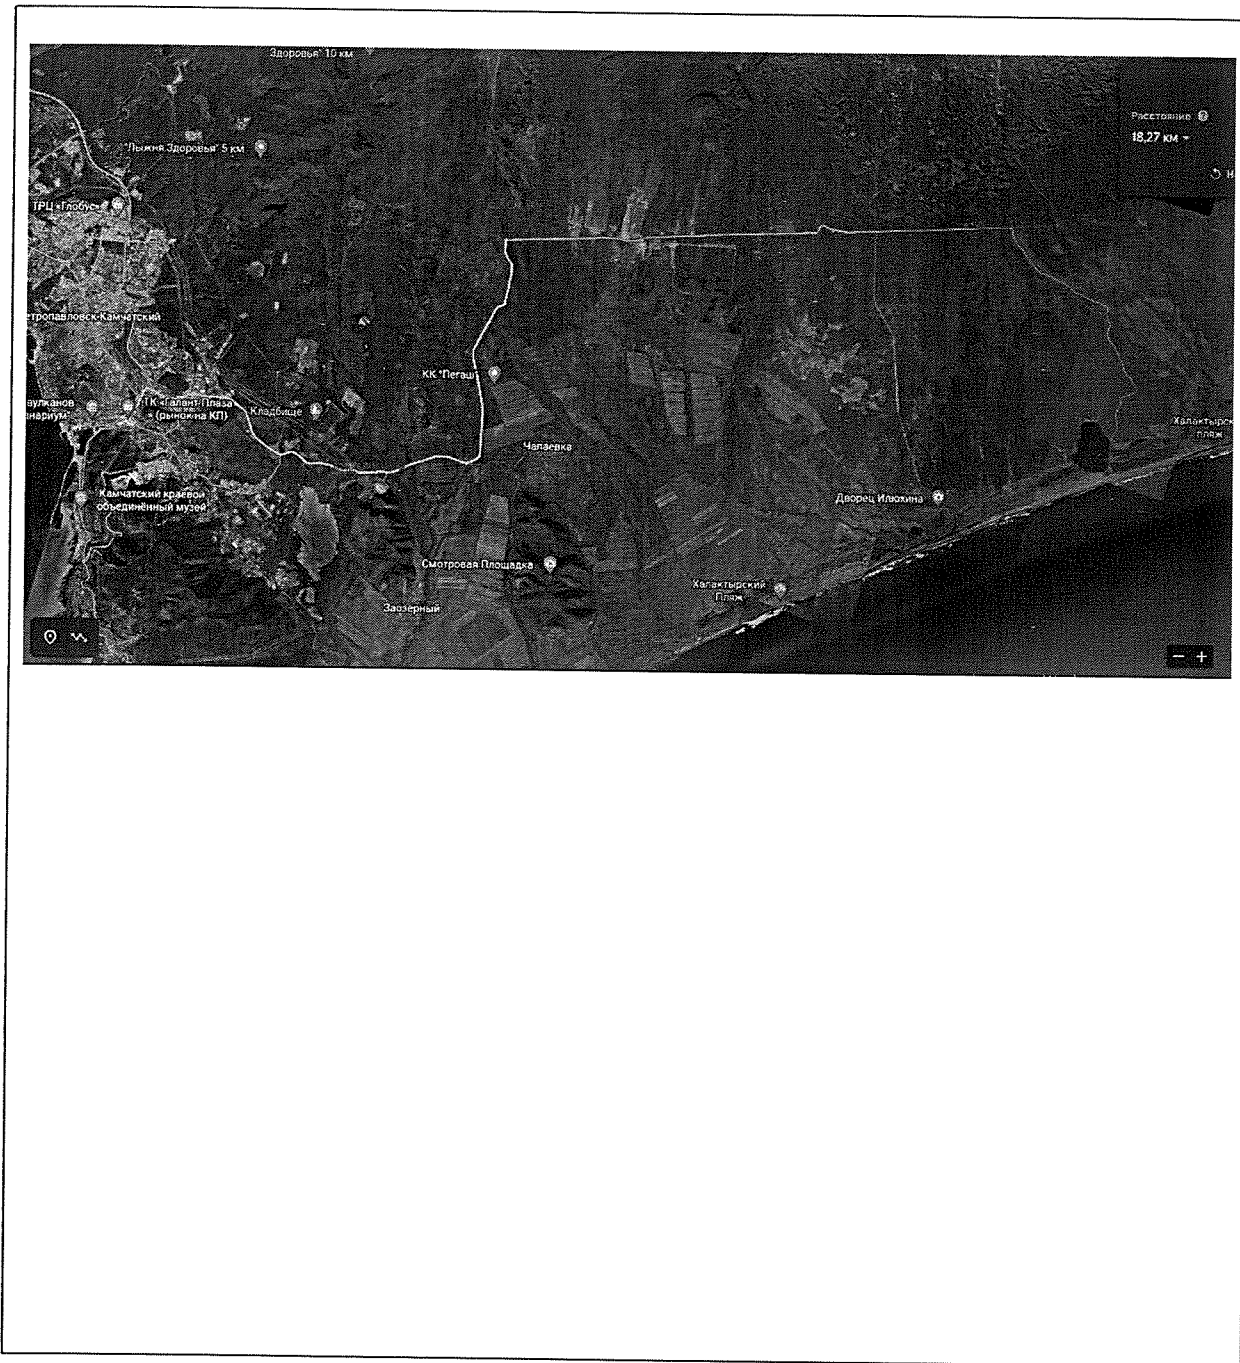 Здоровья" 10 км
Расстояние
18,27 км
"Лыжня Здоровья" 5 км
ТРЦ «Глобус»
етропавловск-Камчатский
КК "Пегаш"
аулканов
нариум"
ТК «Галант-Плаза»
(рынок на КП)
Кладбище
Халактырск
пляж
Чапаевка
Камчатский краевой
объединённый музей
Дворец Илюхина
Смотровая Площадка
Халактырский
Пляж
Заозерный